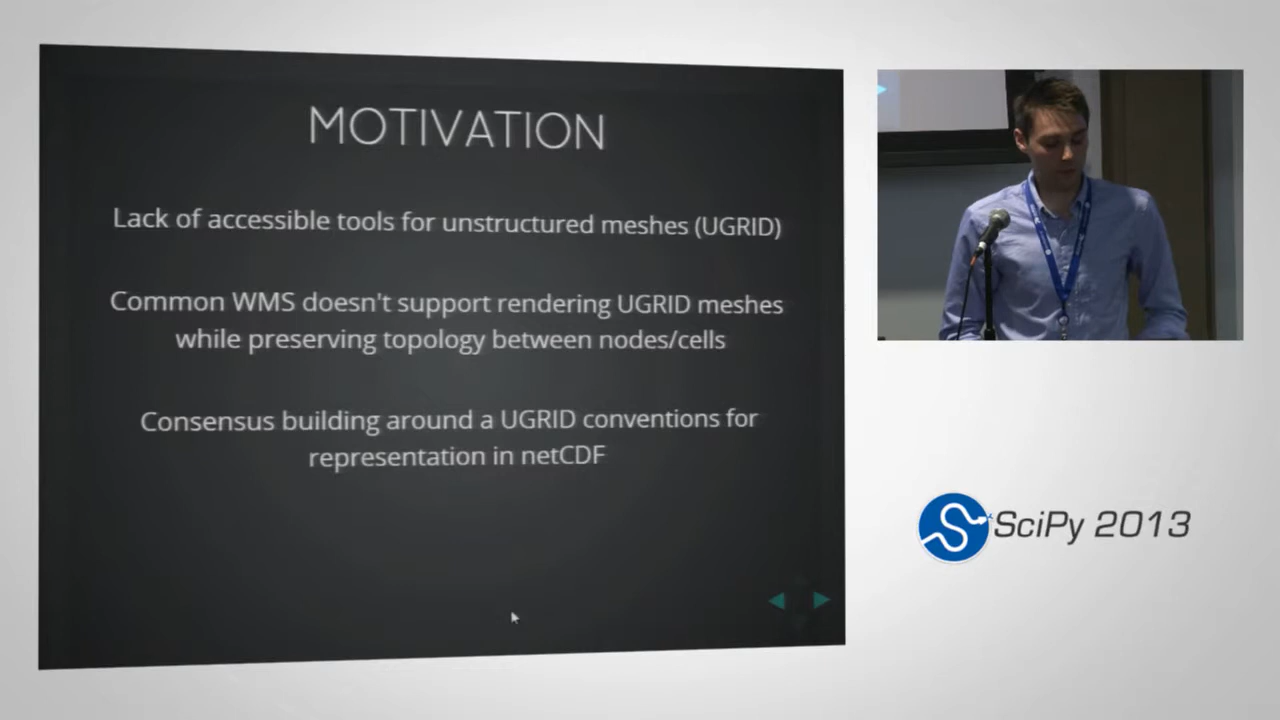 MOTIVATION
Lack of accessible tools for unstructured meshes (UGRID)
Common WMS doesn't support rendering UGRID meshes
while preserving topology between nodes/cells
Consensus building around a UGRID conventions for
representation in netCDF
SciPy 2013